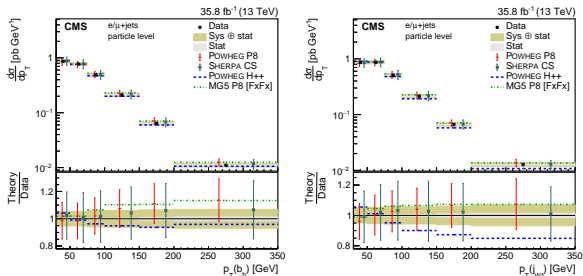 35.8 fb⁻¹ (13 TeV)
CMS
e/μ+jets
particle level
Data
Sys ⊕ stat
Stat
POWHEG P8
SHERPA CS
POWHEG H++
MG5 P8 [FxFx]
dσ/dp_T [pb GeV⁻¹]
1
10⁻¹
10⁻²
Theory/Data
1.2
1
0.8
50 100 150 200 250 300 350
p_T(b_ℓ) [GeV]
35.8 fb⁻¹ (13 TeV)
CMS
e/μ+jets
particle level
Data
Sys ⊕ stat
Stat
POWHEG P8
SHERPA CS
POWHEG H++
MG5 P8 [FxFx]
dσ/dp_T [pb GeV⁻¹]
1
10⁻¹
10⁻²
Theory/Data
1.2
1
0.8
50 100 150 200 250 300 350
[GeV]